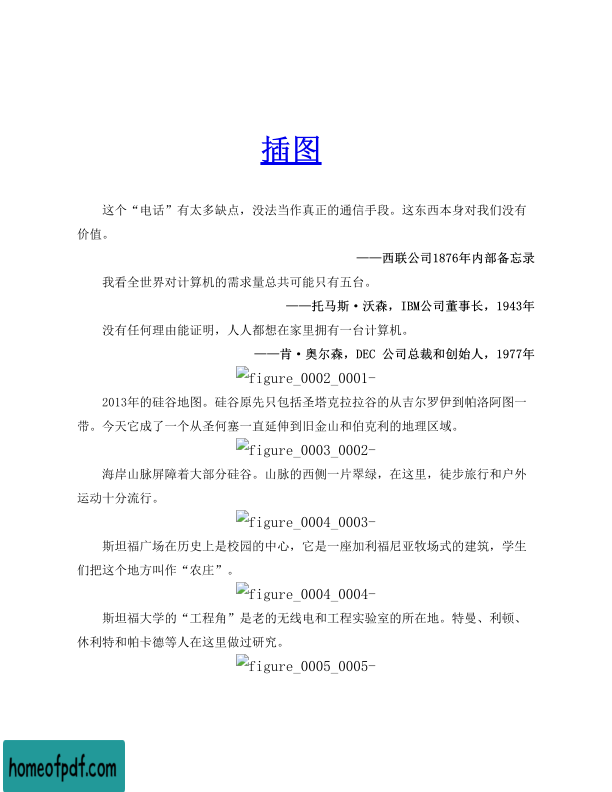 插图
这个“电话”有太多缺点，没法当作真正的通信手段。这东西本身对我们没有
价值。
——西联公司1876年内部备忘录
我看全世界对计算机的需求量总共可能只有五台。
——托马斯·沃森，IBM公司董事长，1943年
没有任何理由能证明，人人都想在家里拥有一台计算机。
——肯·奥尔森，DEC 公司总裁和创始人，1977年
figure_0002_0001-
2013年的硅谷地图。硅谷原先只包括圣塔克拉拉谷的从吉尔罗伊到帕洛阿图一
带。今天它成了一个从圣何塞一直延伸到旧金山和伯克利的地理区域。
figure_0003_0002-
海岸山脉屏障着大部分硅谷。山脉的西侧一片翠绿，在这里，徒步旅行和户外
运动十分流行。
figure_0004_0003-
斯坦福广场在历史上是校园的中心，它是一座加利福尼亚牧场式的建筑，学生
们把这个地方叫作“农庄”。
figure_0004_0004-
斯坦福大学的“工程角”是老的无线电和工程实验室的所在地。特曼、利顿、
休利特和帕卡德等人在这里做过研究。
figure_0005_0005-
homeofpdf.com